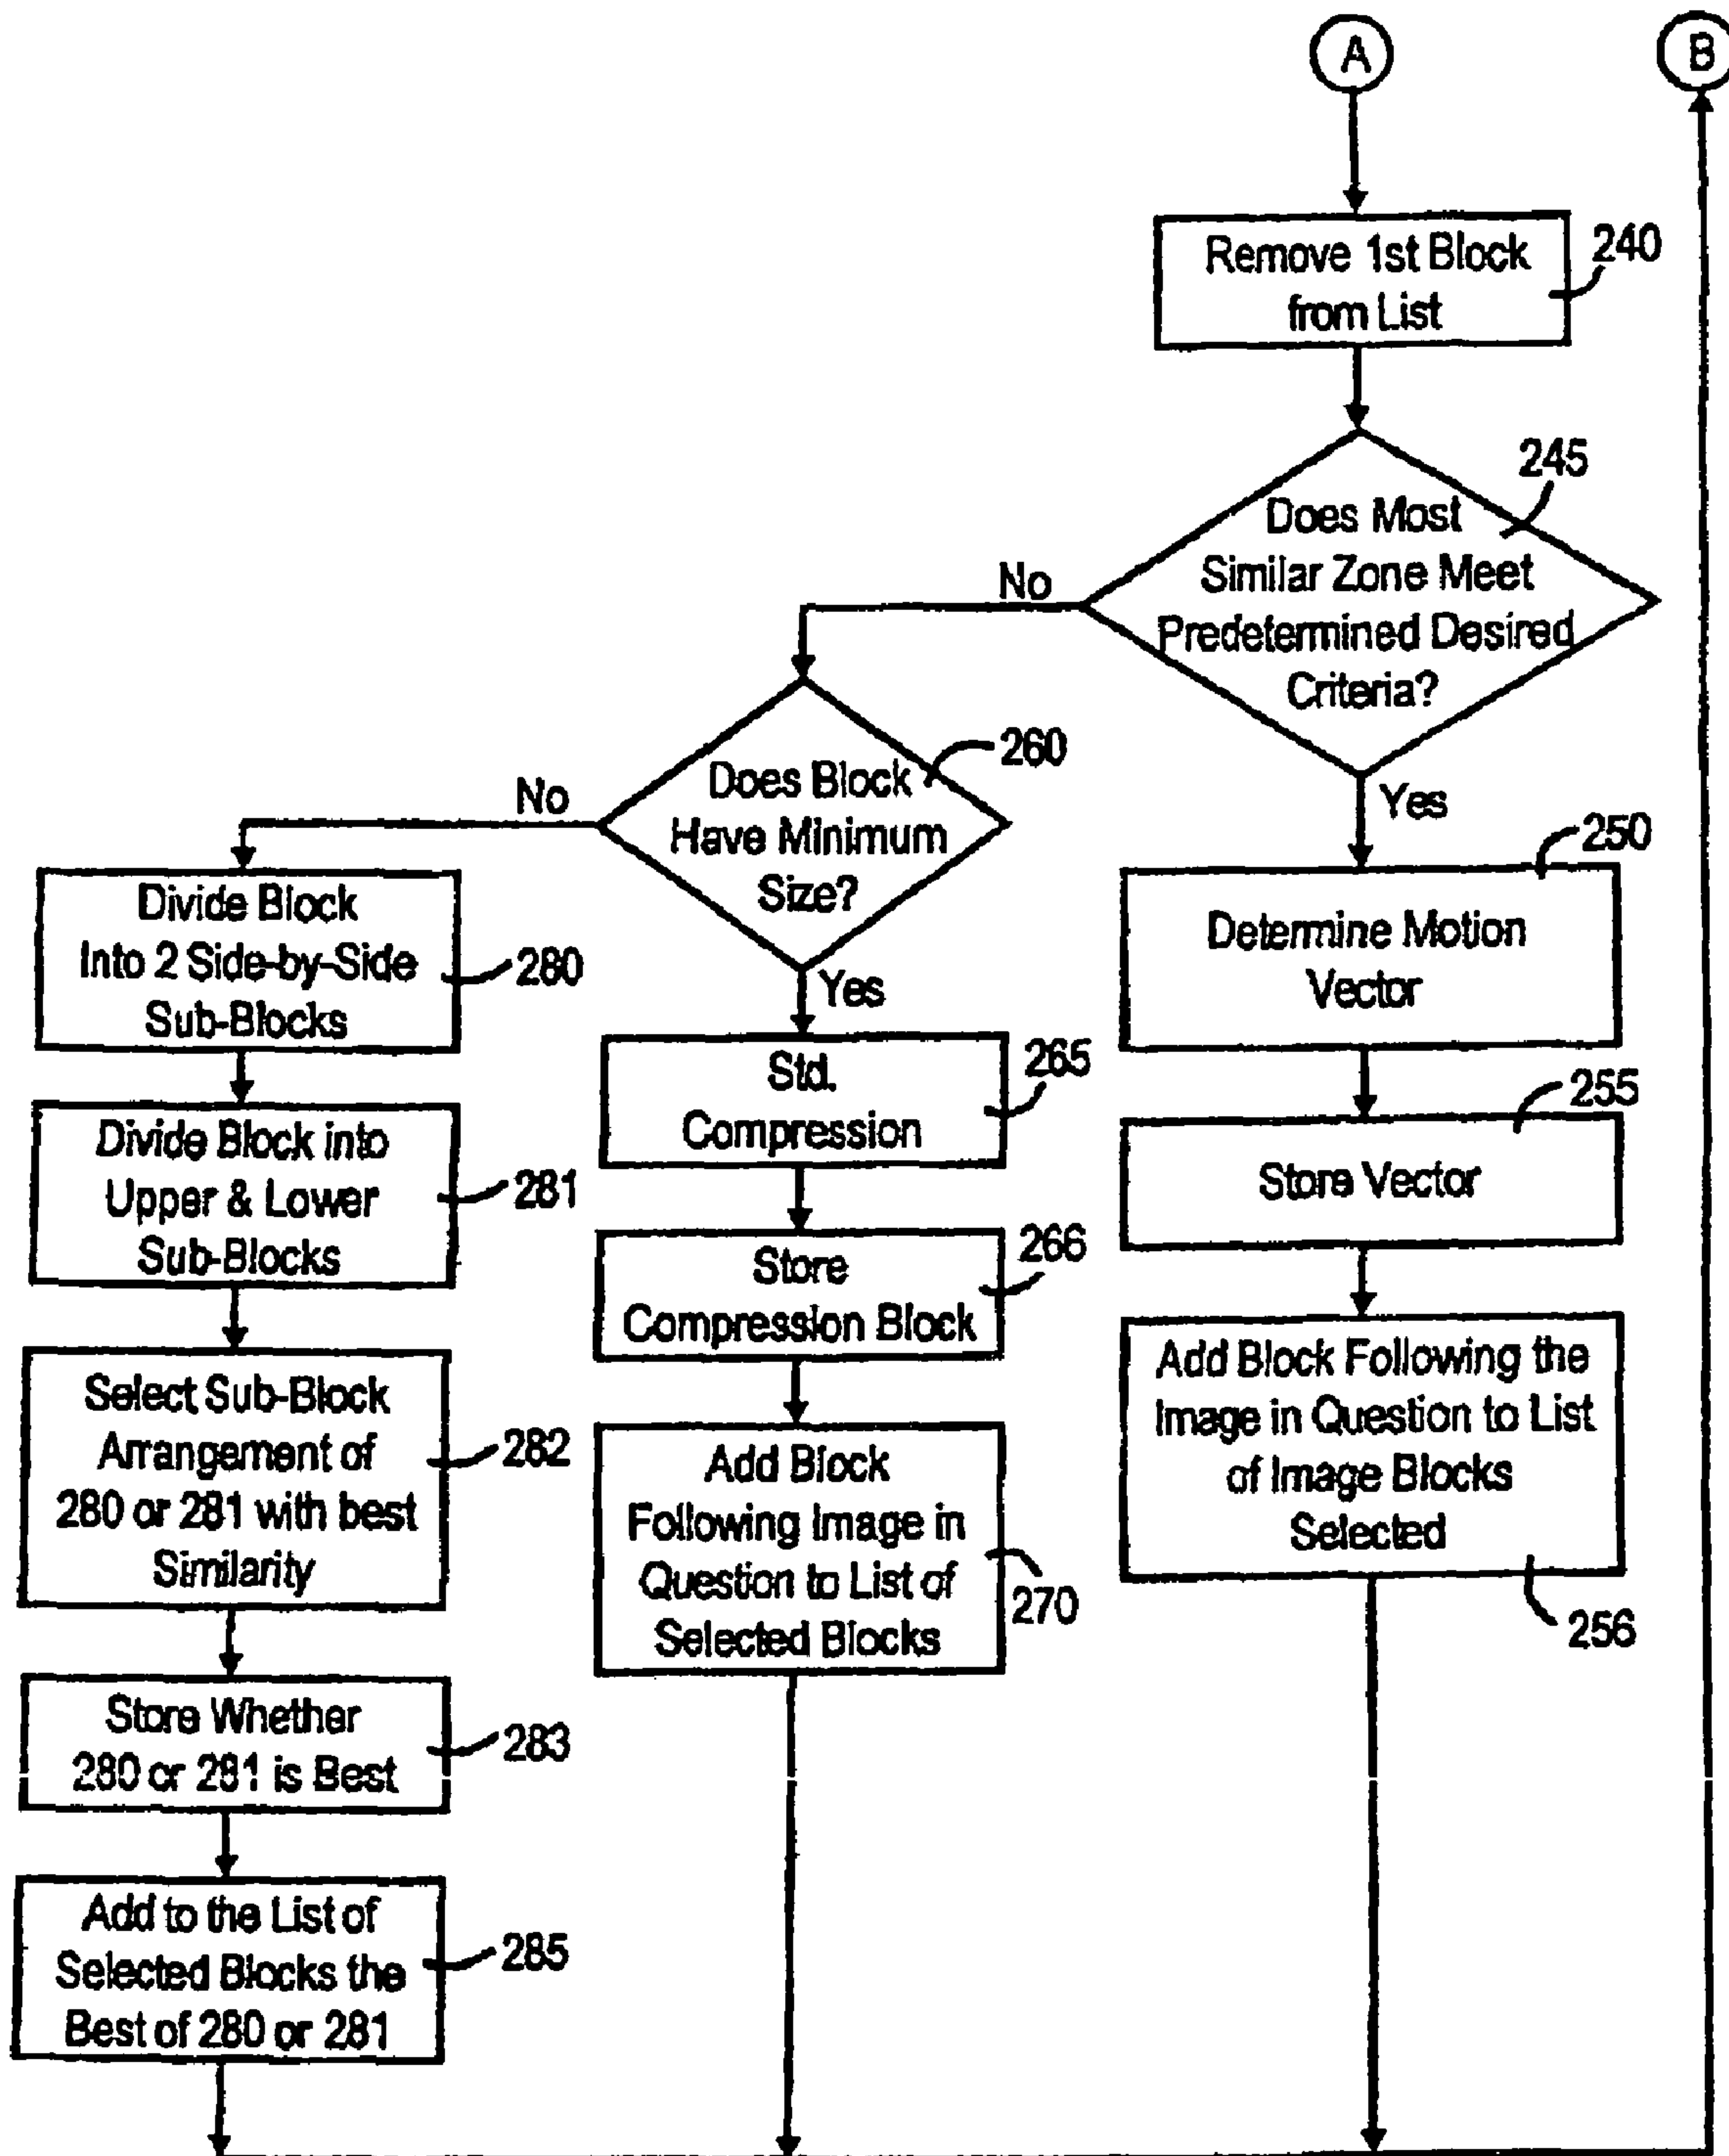 A
B
Remove 1st Block
from List
240
245
Does Most
Similar Zone Meet
Predetermined Desired
Criteria?
No
Yes
260
Does Block
Have Minimum
Size?
No
Yes
250
Determine Motion
Vector
255
Store Vector
Add Block Following the
Image in Question to List
of Image Blocks
Selected
256
Std.
Compression
265
Store
Compression Block
266
Add Block
Following Image in
Question to List of
Selected Blocks
270
Divide Block
Into 2 Side-by-Side
Sub-Blocks
280
Divide Block into
Upper & Lower
Sub-Blocks
281
Select Sub-Block
Arrangement of
280 or 281 with best
Similarity
282
Store Whether
280 or 281 is Best
283
Add to the List of
Selected Blocks the
Best of 280 or 281
285